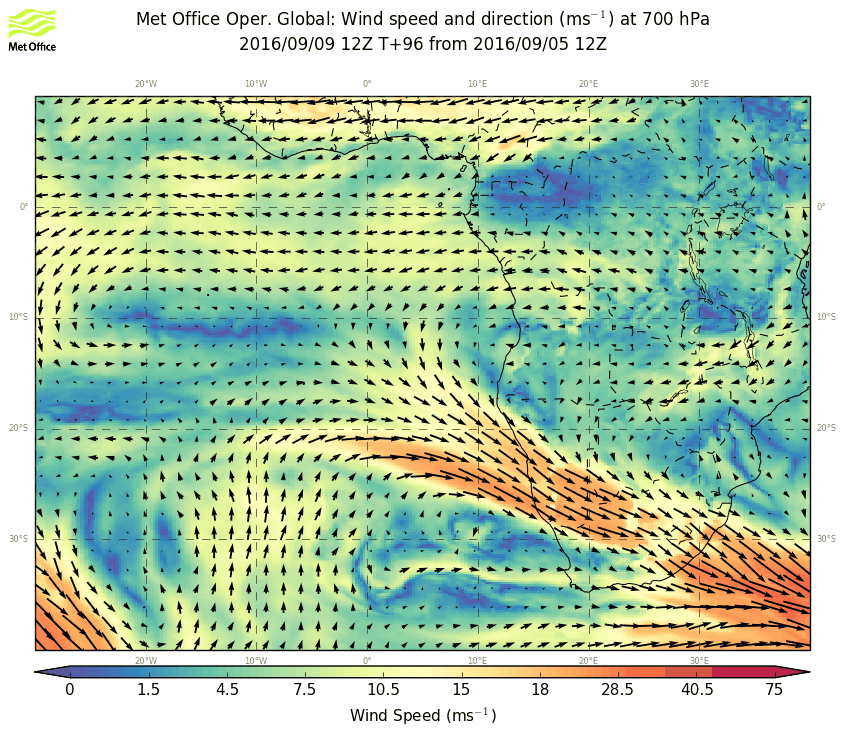 Met Office Oper. Global: Wind speed and direction (ms⁻¹) at 700 hPa
2016/09/09 12Z T+96 from 2016/09/05 12Z
Met Office
20°W 10°W 0° 10°E 20°E 30°E
0° 0°
10°S 10°S
20°S 20°S
30°S 30°S
20°W 10°W 0° 10°E 20°E 30°E
0 1.5 4.5 7.5 10.5 15 18 28.5 40.5 75
Wind Speed (ms⁻¹)